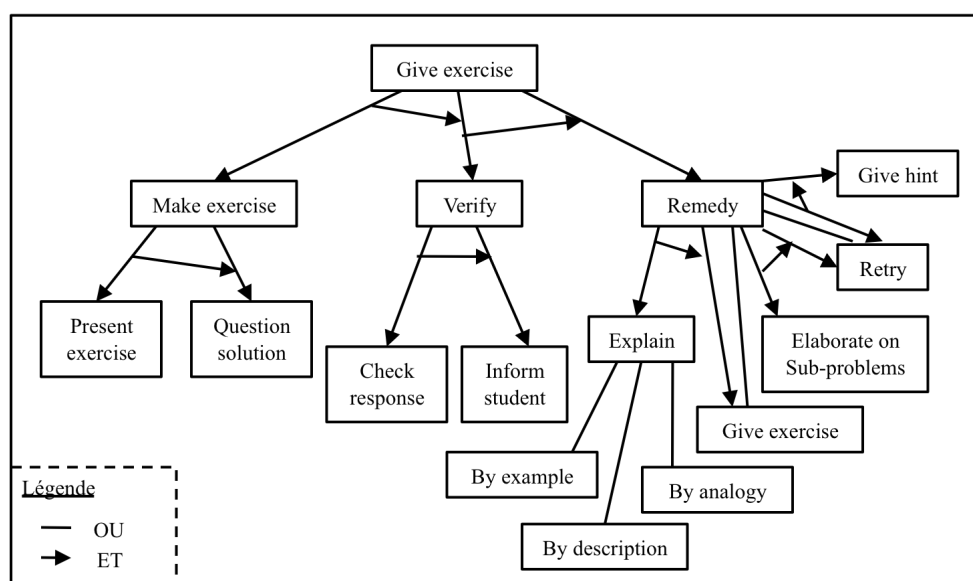 Give exercise
Make exercise
Verify
Remedy
Give hint
Retry
Present
exercise
Question
solution
Check
response
Inform
student
Explain
Elaborate on
Sub-problems
Give exercise
By example
By analogy
By description
Légende
OU
ET